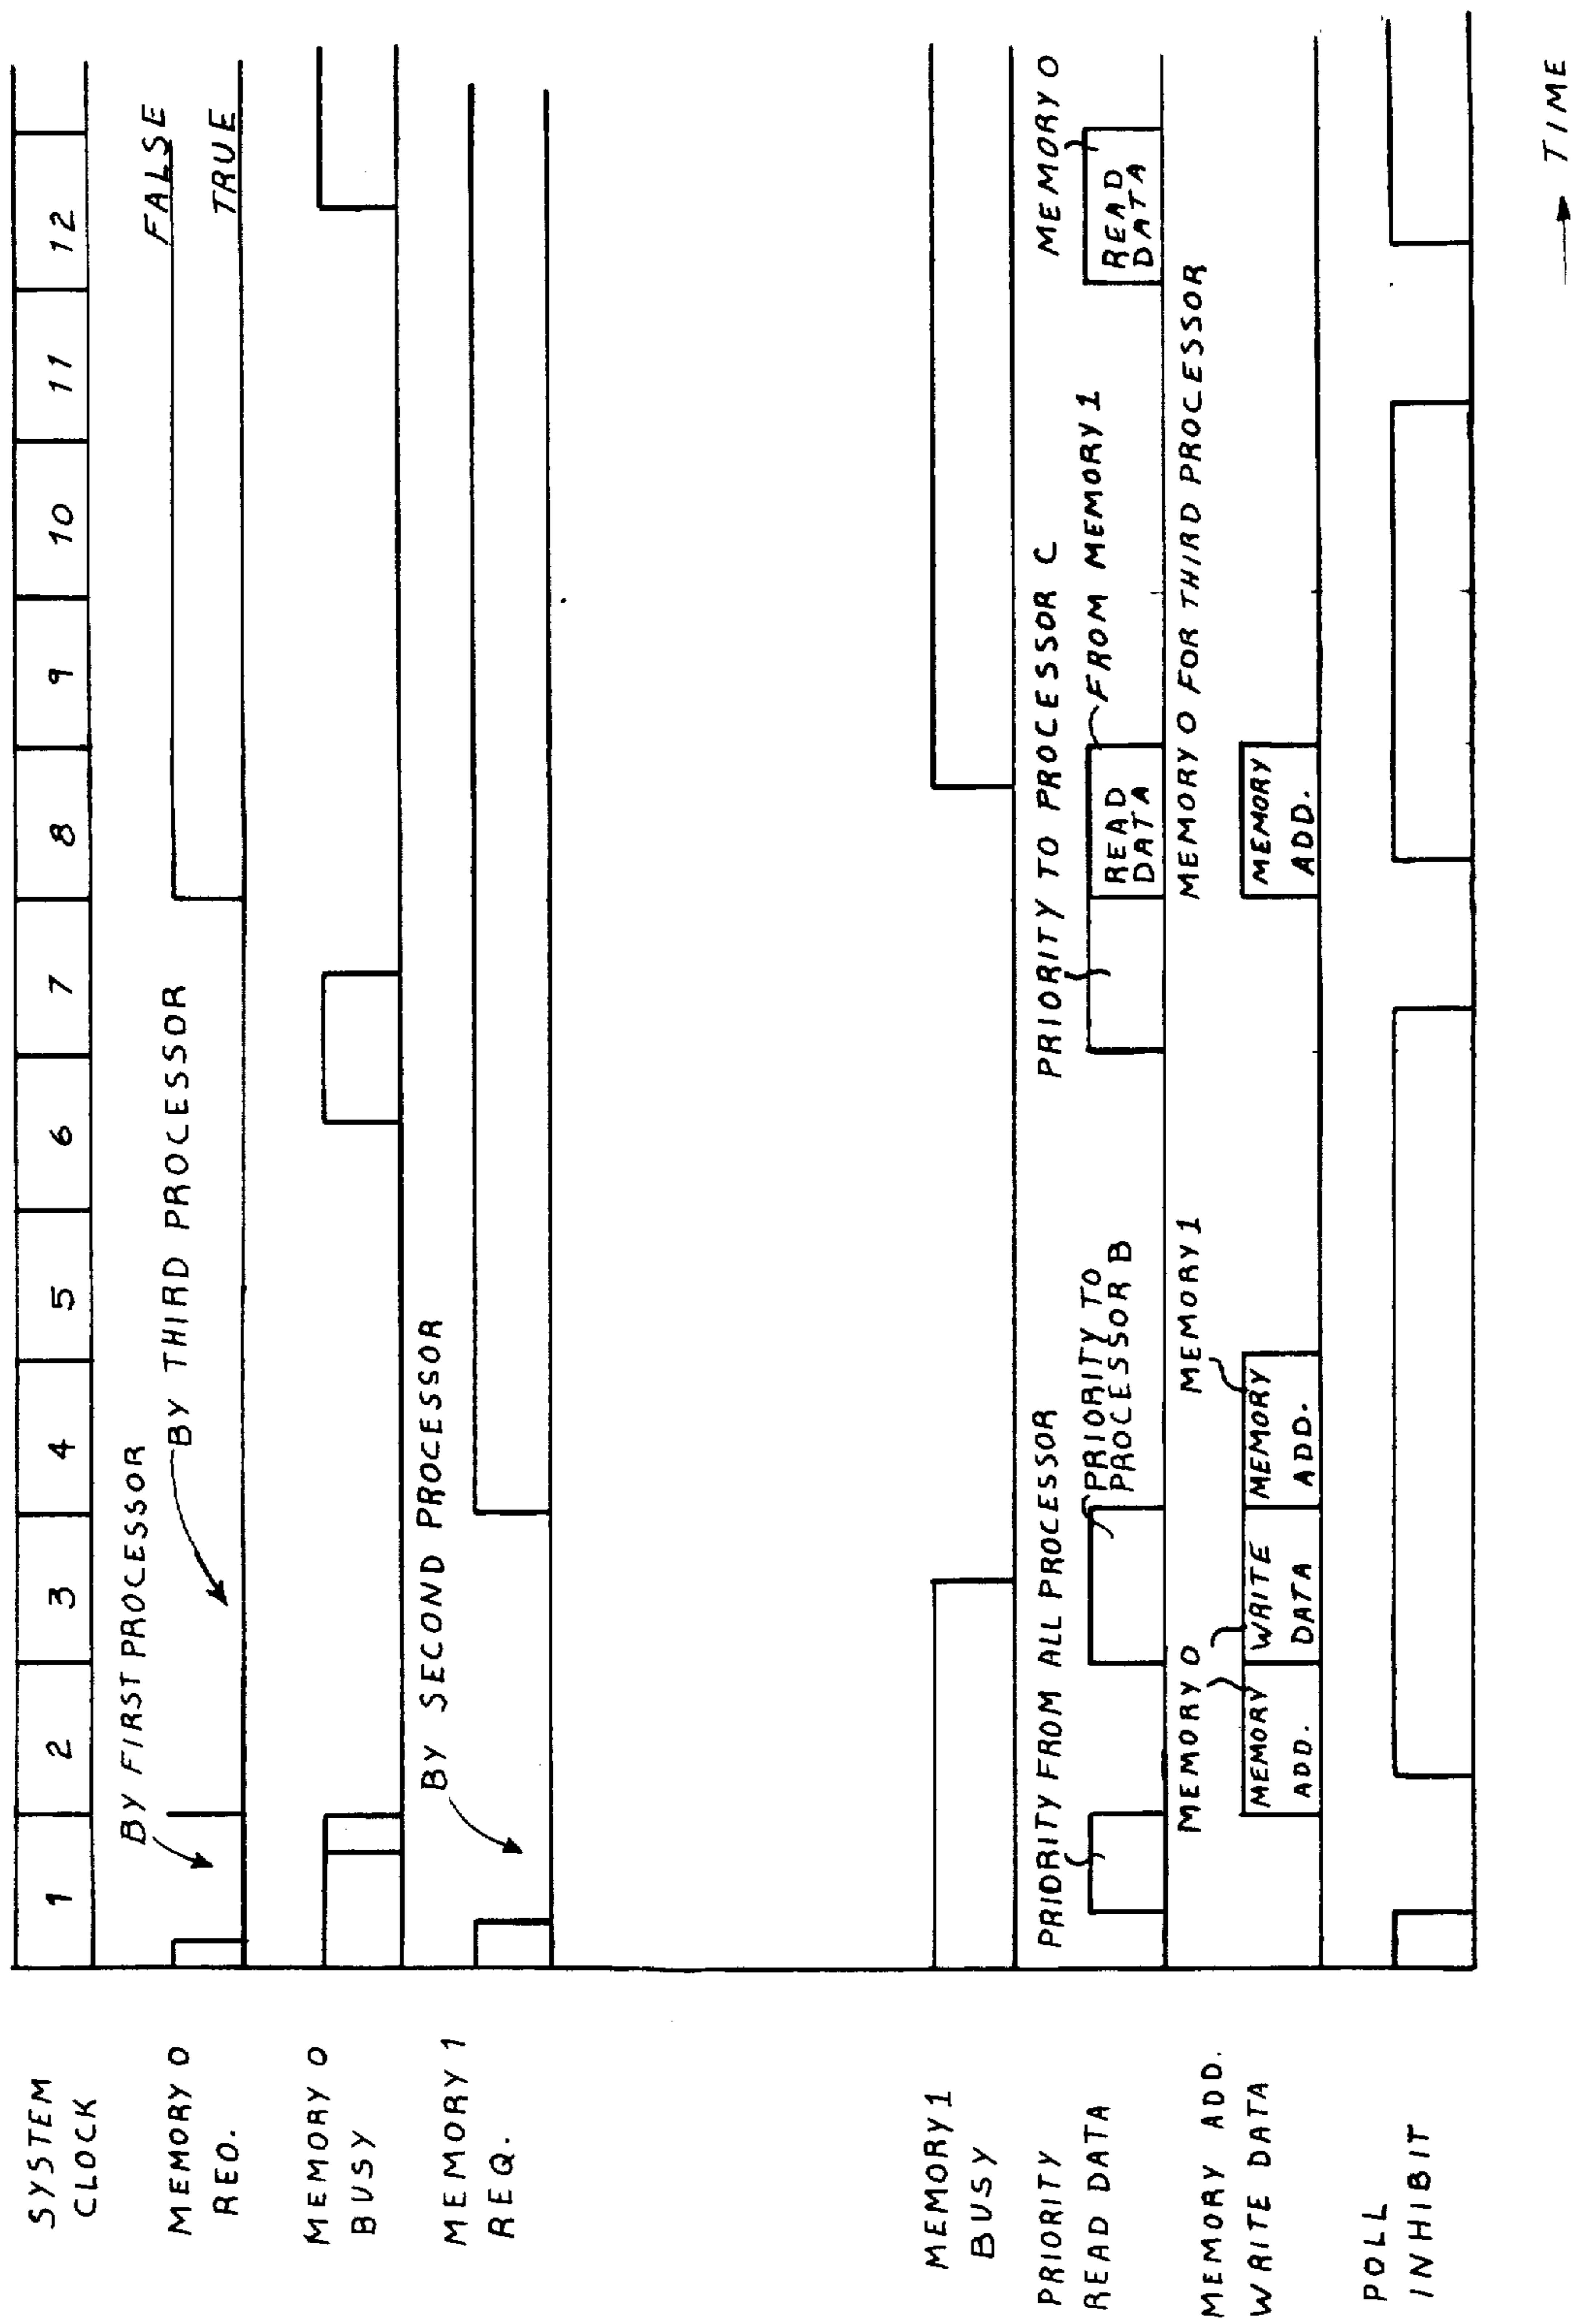 SYSTEM
CLOCK
1 2 3 4 5 6 7 8 9 10 11 12
MEMORY 0
REQ.
BY FIRST PROCESSOR
BY THIRD PROCESSOR
FALSE
TRUE
MEMORY 0
BUSY
MEMORY 1
REQ.
BY SECOND PROCESSOR
MEMORY 1
BUSY
PRIORITY
READ DATA
PRIORITY FROM ALL PROCESSOR
PRIORITY TO
PROCESSOR B
PRIORITY TO PROCESSOR C
READ
DATA
FROM MEMORY 1
MEMORY 0
READ
DATA
MEMORY ADD.
WRITE DATA
MEMORY 0
MEMORY
ADD.
WRITE
DATA
MEMORY 1
MEMORY
ADD.
MEMORY 0 FOR THIRD PROCESSOR
MEMORY
ADD.
POLL
INHIBIT
TIME